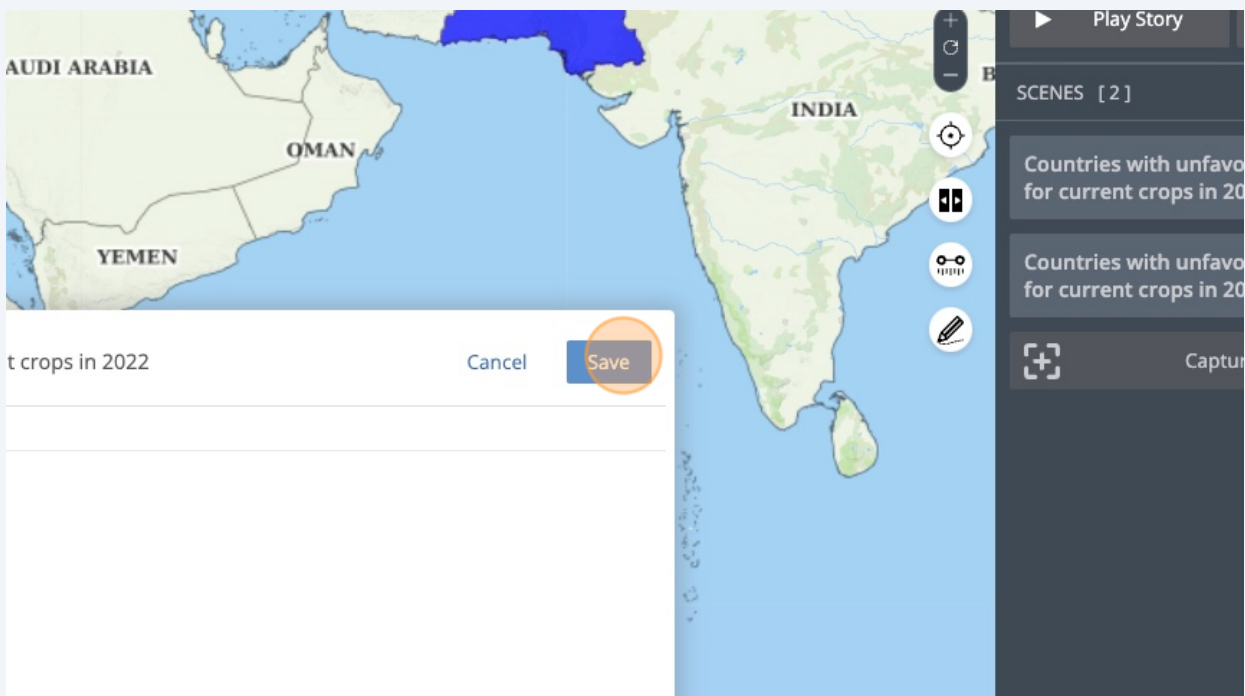 Play Story
AUDI ARABIA
SCENES [ 2 ]
INDIA
OMAN
Countries with unfavo
for current crops in 20
YEMEN
Countries with unfavo
for current crops in 20
t crops in 2022
Cancel
Save
Captur